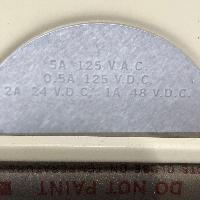 5A 125 V.A.C.
0.5A 125 V.D.C.
2A 24 V.D.C. 1A 48 V.D.C.
DO NOT PAINT